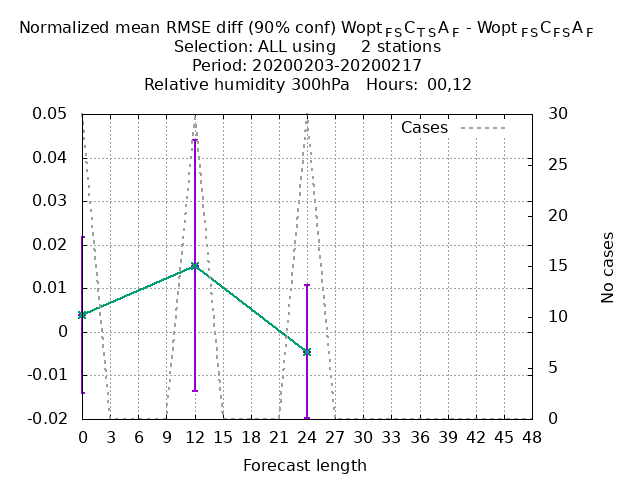 Normalized mean RMSE diff (90% conf) Wopt FS C T S A F - Wopt FS C FS A F
Selection: ALL using 2 stations
Period: 20200203-20200217
Relative humidity 300hPa Hours: 00,12
Cases
0.05
0.04
0.03
0.02
0.01
0
-0.01
-0.02
30
25
20
15
10
5
0
No cases
0 3 6 9 12 15 18 21 24 27 30 33 36 39 42 45 48
Forecast length